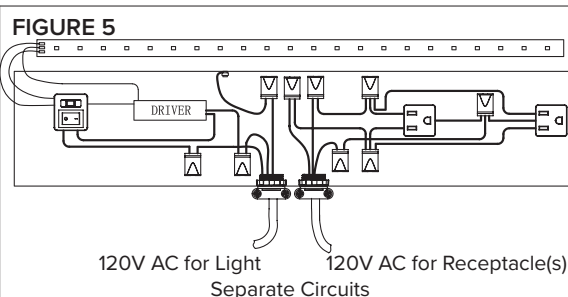 FIGURE 5
DRIVER
120V AC for Light 120V AC for Receptacle(s)
Separate Circuits